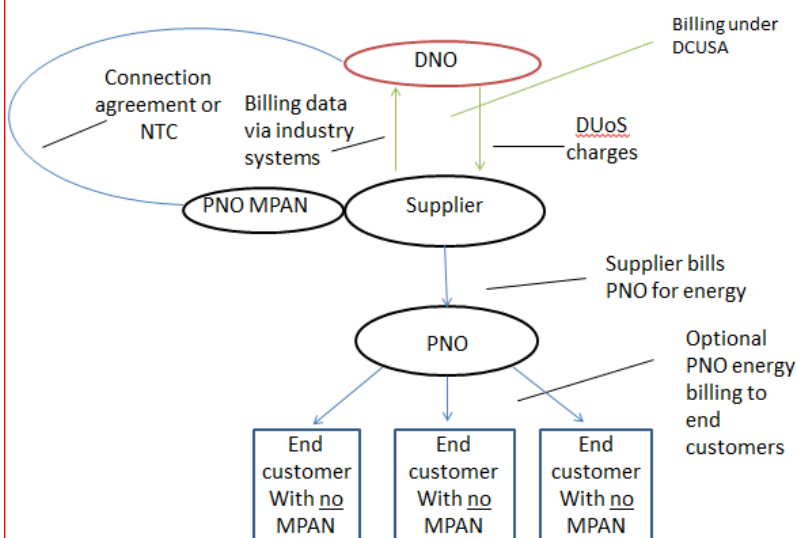 Billing under
DCUSA
DNO
Connection
agreement or
NTC
Billing data
via industry
systems
DUoS
charges
PNO MPAN
Supplier
Supplier bills
PNO for energy
PNO
Optional
PNO energy
billing to
end
customers
End
customer
With no
MPAN
End
customer
With no
MPAN
End
customer
With no
MPAN